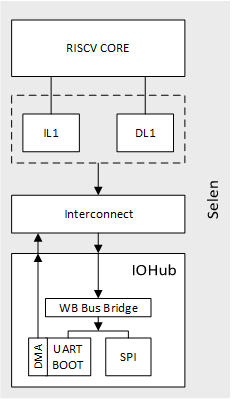 RISCV CORE
IL1
DL1
Interconnect
Selen
IOHub
WB Bus Bridge
DMA
UART
BOOT
SPI